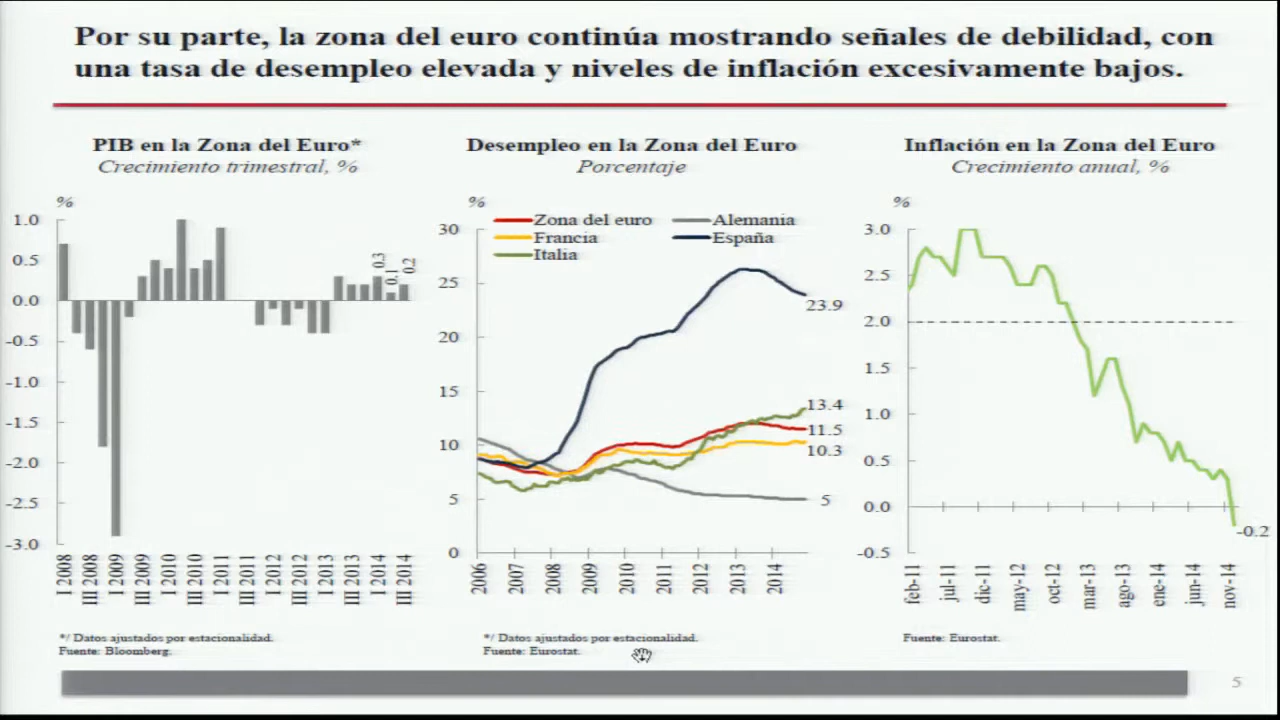 Por su parte, la zona del euro continúa mostrando señales de debilidad, con
una tasa de desempleo elevada y niveles de inflación excesivamente bajos.
PIB en la Zona del Euro*
Crecimiento trimestral, %
%
1.0
0.5
0.0
-0.5
-1.0
-1.5
-2.0
-2.5
-3.0
0.3
0.1
0.2
I 2008
III 2008
I 2009
III 2009
I 2010
III 2010
I 2011
III 2011
I 2012
III 2012
I 2013
III 2013
I 2014
III 2014
*/ Datos ajustados por estacionalidad.
Fuente: Bloomberg.
Desempleo en la Zona del Euro
Porcentaje
%
Zona del euro
Alemania
Francia
España
Italia
30
25
20
15
10
5
0
23.9
13.4
11.5
10.3
5
2006
2007
2008
2009
2010
2011
2012
2013
2014
*/ Datos ajustados por estacionalidad.
Fuente: Eurostat.
Inflación en la Zona del Euro
Crecimiento anual, %
%
3.0
2.5
2.0
1.5
1.0
0.5
0.0
-0.5
-0.2
feb-11
jul-11
dic-11
may-12
oct-12
mar-13
ago-13
ene-14
jun-14
nov-14
Fuente: Eurostat.
5